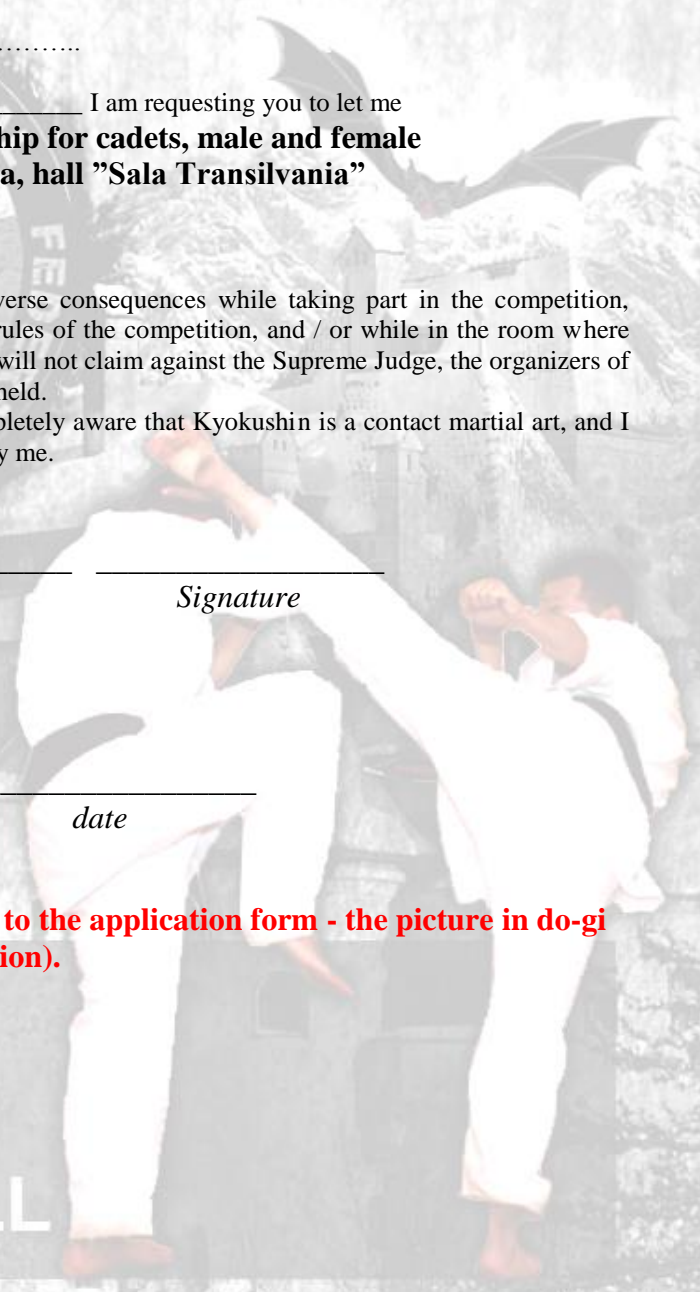 ………..
______ I am requesting you to let me
hip for cadets, male and female
a, hall ”Sala Transilvania”
FE
verse consequences while taking part in the competition,
rules of the competition, and / or while in the room where
will not claim against the Supreme Judge, the organizers of
held.
pletely aware that Kyokushin is a contact martial art, and I
y me.
Signature
date
to the application form - the picture in do-gi
ion).
LL